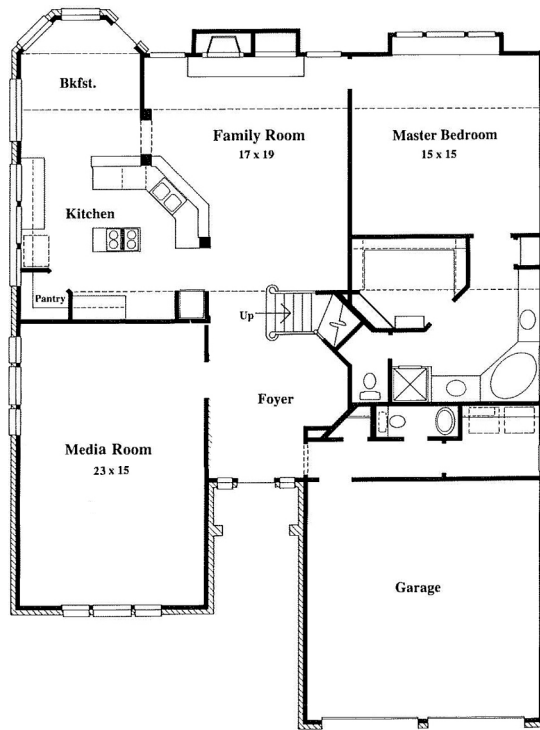 Bkfst.
Family Room
17 x 19
Master Bedroom
15 x 15
Kitchen
Pantry
Up
Foyer
Media Room
23 x 15
Garage